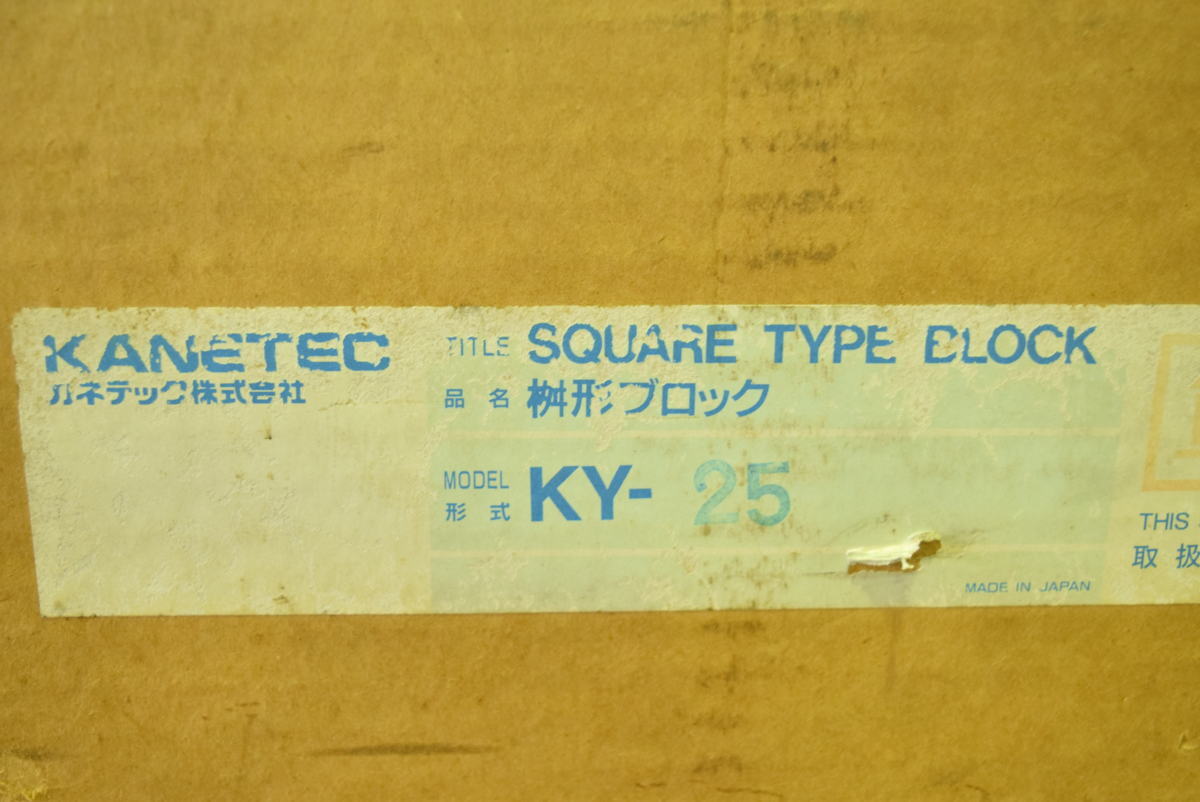 KANETEC
カネテック株式会社
TITLE SQUARE TYPE BLOCK
品名 桝形ブロック
MODEL KY-25
形式
MADE IN JAPAN
THIS
取扱